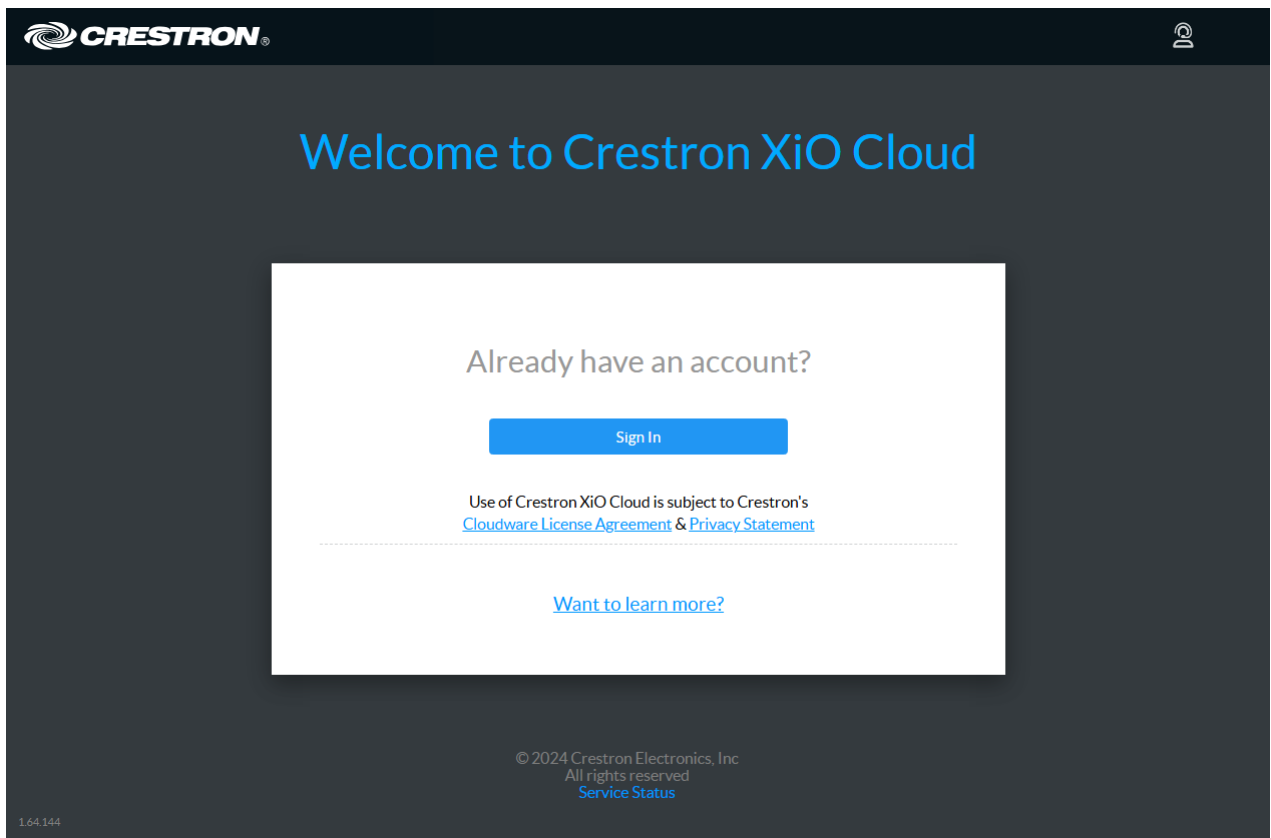 CRESTRON®
Welcome to Crestron XiO Cloud
Already have an account?
Sign In
Use of Crestron XiO Cloud is subject to Crestron's
Cloudware License Agreement & Privacy Statement
Want to learn more?
© 2024 Crestron Electronics, Inc
All rights reserved
Service Status
1.64.144